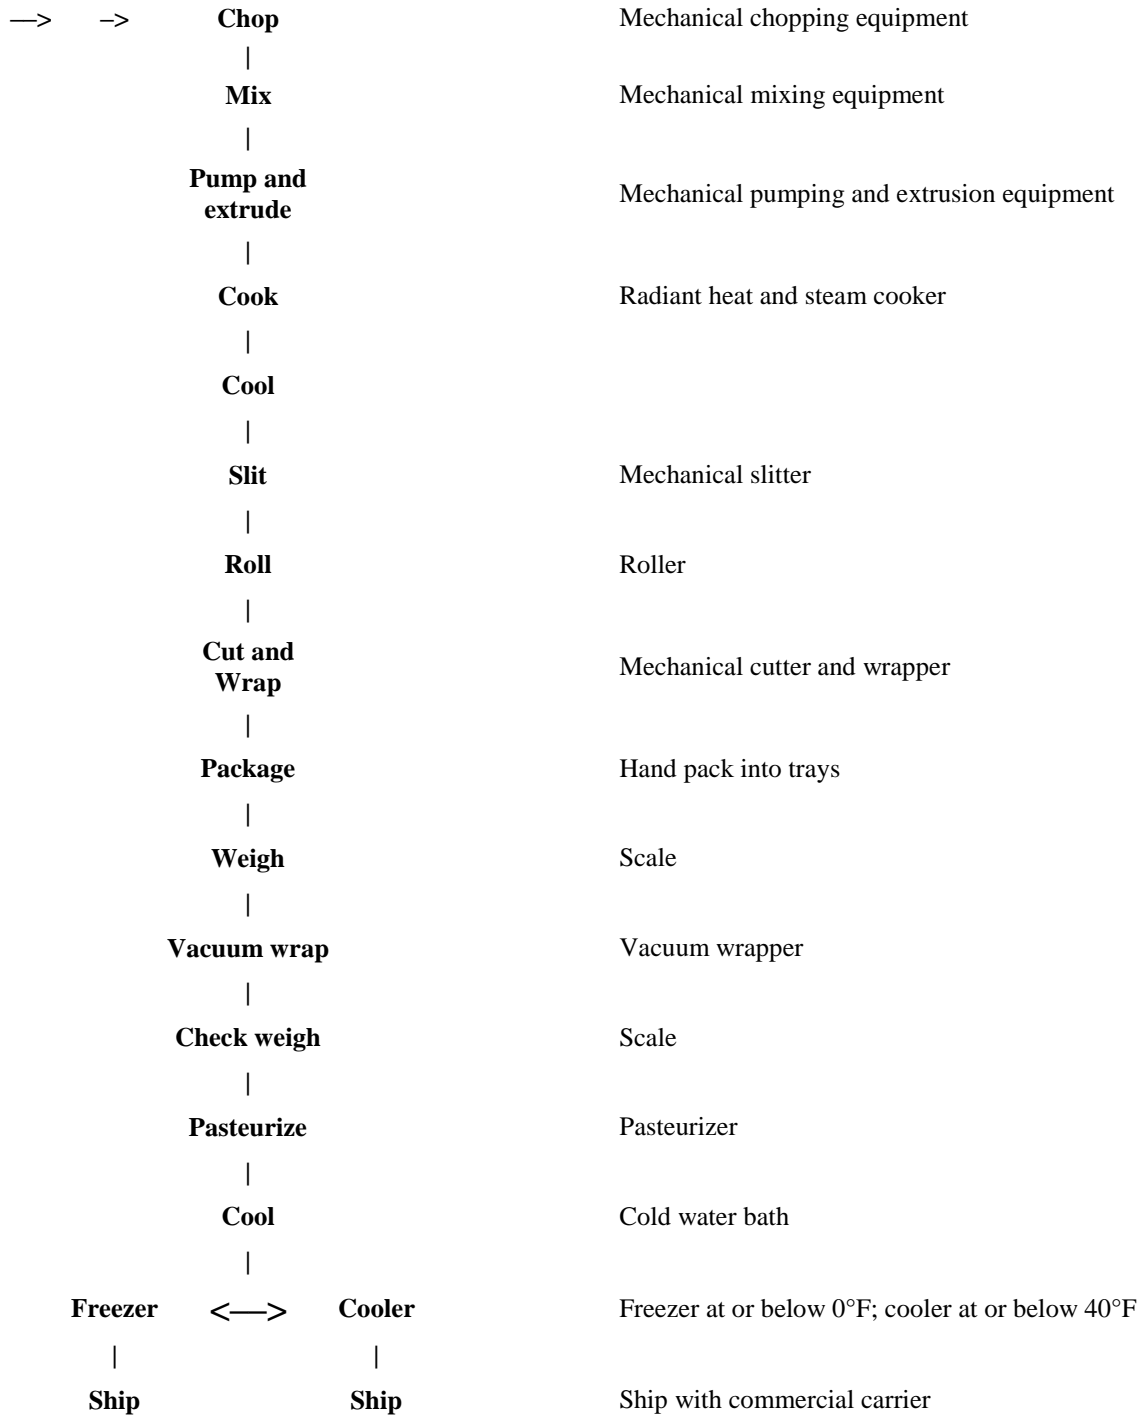 —> –> Chop Mechanical chopping equipment
|
Mix Mechanical mixing equipment
|
Pump and
extrude Mechanical pumping and extrusion equipment
|
Cook Radiant heat and steam cooker
|
Cool
|
Slit Mechanical slitter
|
Roll Roller
|
Cut and
Wrap Mechanical cutter and wrapper
|
Package Hand pack into trays
|
Weigh Scale
|
Vacuum wrap Vacuum wrapper
|
Check weigh Scale
|
Pasteurize Pasteurizer
|
Cool Cold water bath
|
Freezer <—> Cooler Freezer at or below 0°F; cooler at or below 40°F
| |
Ship Ship Ship with commercial carrier